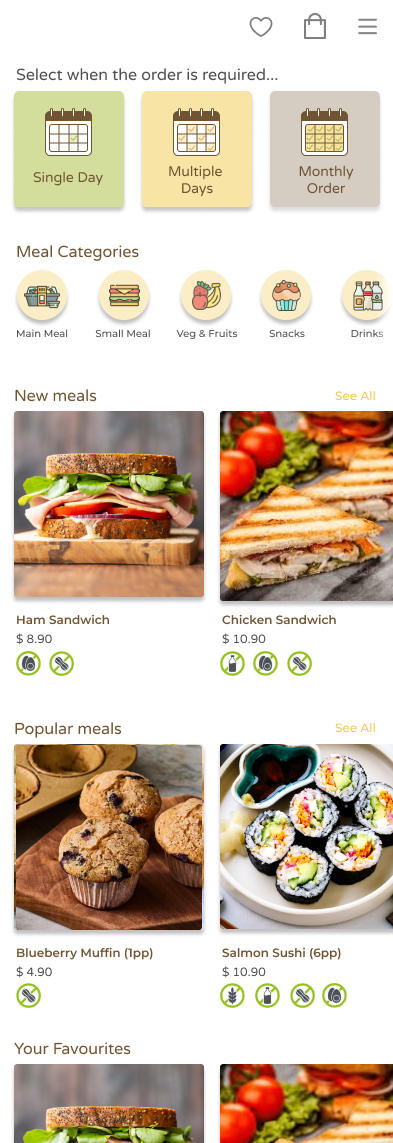 Select when the order is required...
Single Day
Multiple
Days
Monthly
Order
Meal Categories
Main Meal
Small Meal
Veg & Fruits
Snacks
Drinks
New meals
See All
Ham Sandwich
Chicken Sandwich
$ 8.90
$ 10.90
Popular meals
See All
Blueberry Muffin (1pp)
Salmon Sushi (6pp)
$ 4.90
$ 10.90
Your Favourites